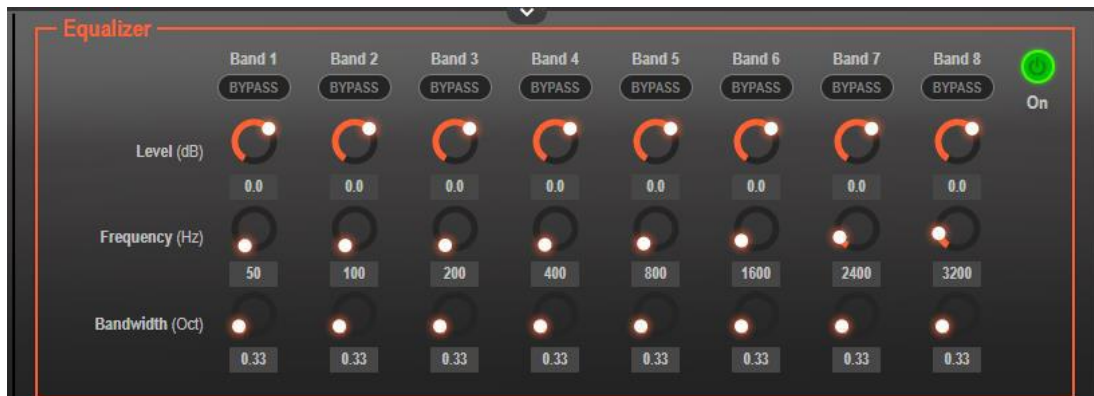 Equalizer
Band 1 Band 2 Band 3 Band 4 Band 5 Band 6 Band 7 Band 8
BYPASS BYPASS BYPASS BYPASS BYPASS BYPASS BYPASS BYPASS
On
Level (dB)
0.0 0.0 0.0 0.0 0.0 0.0 0.0 0.0
Frequency (Hz)
50 100 200 400 800 1600 2400 3200
Bandwidth (Oct)
0.33 0.33 0.33 0.33 0.33 0.33 0.33 0.33